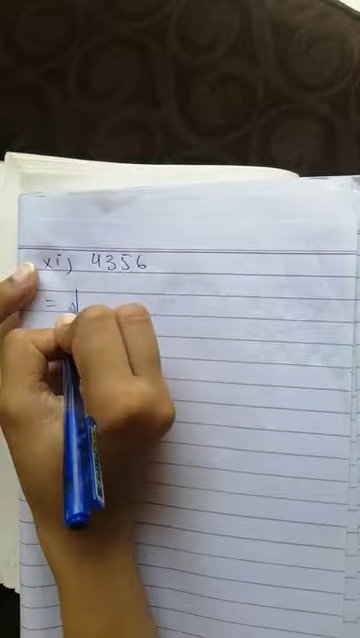 xi) 4356
= √